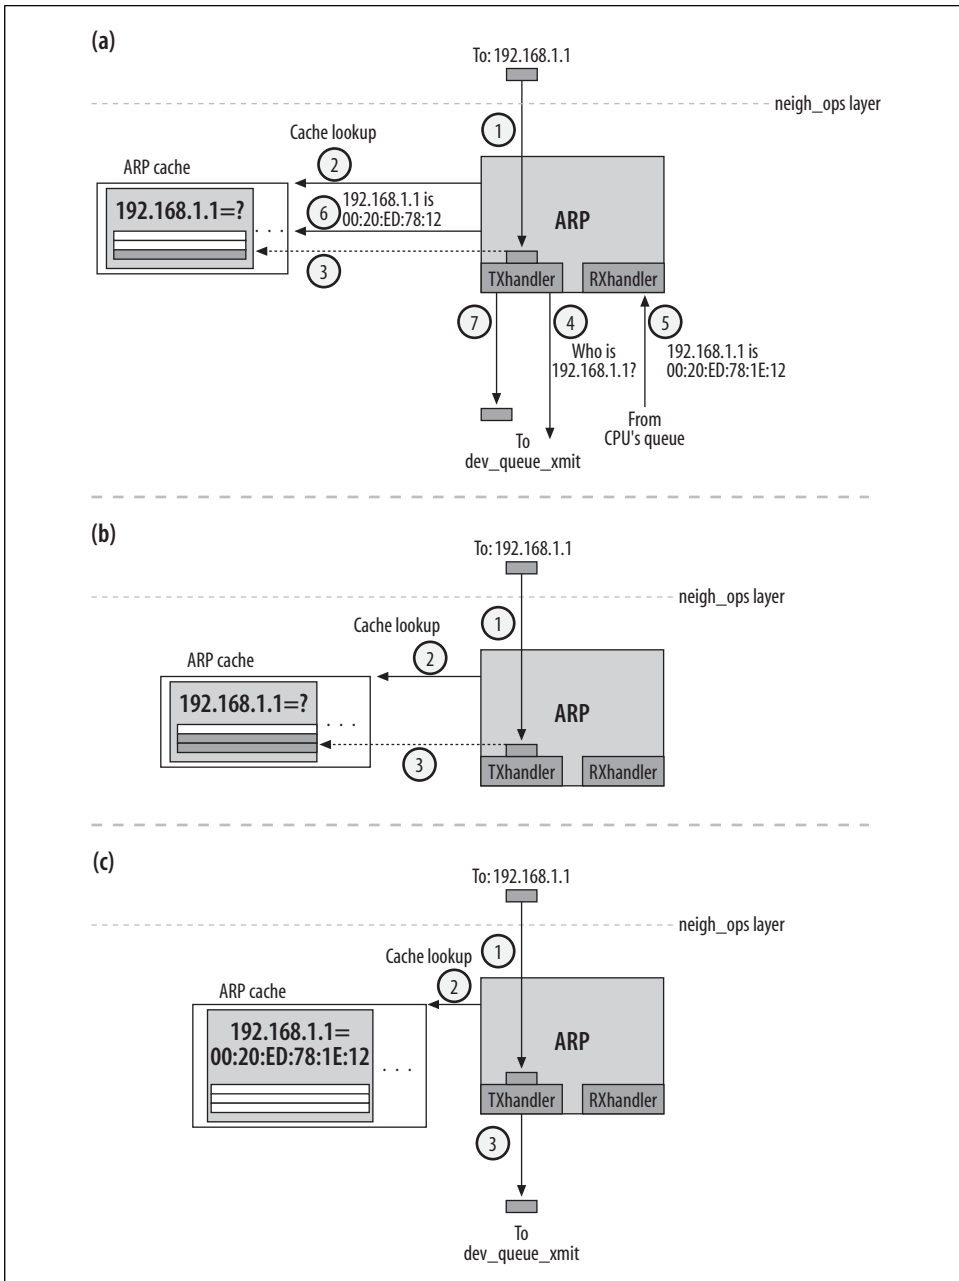 (a)
To: 192.168.1.1
neigh_ops layer
1
Cache lookup
2
ARP cache
192.168.1.1=?
. . .
6
192.168.1.1 is
00:20:ED:78:12
ARP
3
TXhandler
RXhandler
7
4
5
Who is
192.168.1.1?
192.168.1.1 is
00:20:ED:78:1E:12
From
CPU's queue
To
dev_queue_xmit
(b)
To: 192.168.1.1
neigh_ops layer
1
Cache lookup
2
ARP cache
192.168.1.1=?
. . .
ARP
3
TXhandler
RXhandler
(c)
To: 192.168.1.1
neigh_ops layer
1
Cache lookup
2
ARP cache
192.168.1.1=
00:20:ED:78:1E:12
. . .
ARP
TXhandler
RXhandler
3
To
dev_queue_xmit